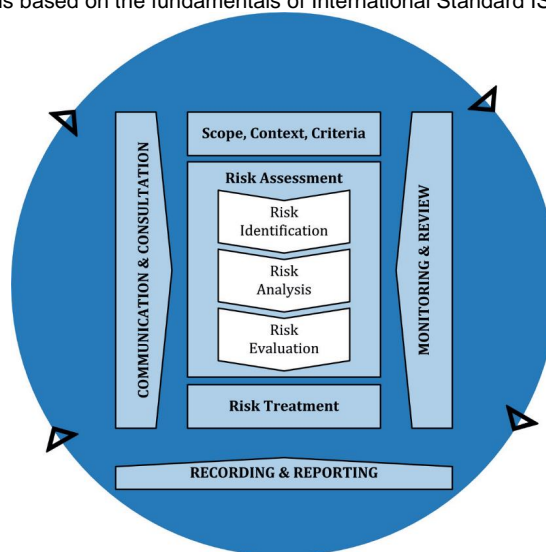 is based on the fundamentals of International Standard IS
Scope, Context, Criteria
COMMUNICATION & CONSULTATION
Risk Assessment
Risk
Identification
Risk
Analysis
Risk
Evaluation
MONITORING & REVIEW
Risk Treatment
RECORDING & REPORTING